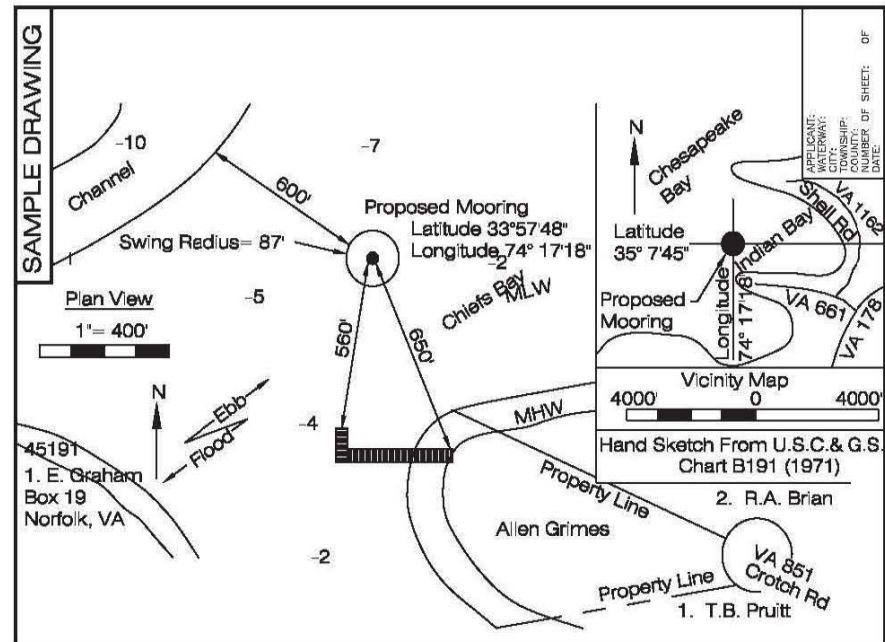 SAMPLE DRAWING
-10
Channel
-7
600'
Swing Radius= 87'
Proposed Mooring
Latitude 33°57'48"
Longitude 74° 17'18"
-2
Chiefs Bay
MLW
Plan View
1"= 400'
-5
560'
650'
N
Ebb
Flood
-4
MHW
45191
1. E. Graham
Box 19
Norfolk, VA
-2
Property Line
Allen Grimes
Property Line
2. R.A. Brian
VA 851
Crotch Rd
1. T.B. Pruitt
N
Chesapeake
Bay
Latitude
35° 7'45"
Indian Bay
Shell Rd
VA 1162
Proposed
Mooring
Longitude
74° 17'18"
VA 661
VA 178
Vicinity Map
4000' 0 4000'
Hand Sketch From U.S.C.& G.S.
Chart B191 (1971)
APPLICANT:
WATERWAY:
CITY:
TOWNSHIP:
COUNTY:
NUMBER OF SHEET: OF
DATE: